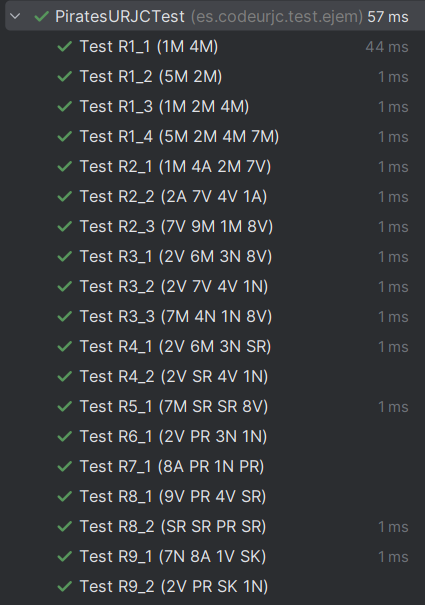 PiratesURJCTest (es.codeurjc.test.ejem 57 ms
Test R1_1 (1M 4M) 44 ms
Test R1_2 (5M 2M) 1 ms
Test R1_3 (1M 2M 4M) 1 ms
Test R1_4 (5M 2M 4M 7M) 1 ms
Test R2_1 (1M 4A 2M 7V) 1 ms
Test R2_2 (2A 7V 4V 1A) 1 ms
Test R2_3 (7V 9M 1M 8V) 1 ms
Test R3_1 (2V 6M 3N 8V) 1 ms
Test R3_2 (2V 7V 4V 1N) 1 ms
Test R3_3 (7M 4N 1N 8V) 1 ms
Test R4_1 (2V 6M 3N SR) 1 ms
Test R4_2 (2V SR 4V 1N)
Test R5_1 (7M SR SR 8V) 1 ms
Test R6_1 (2V PR 3N 1N)
Test R7_1 (8A PR 1N PR)
Test R8_1 (9V PR 4V SR)
Test R8_2 (SR SR PR SR) 1 ms
Test R9_1 (7N 8A 1V SK) 1 ms
Test R9_2 (2V PR SK 1N)